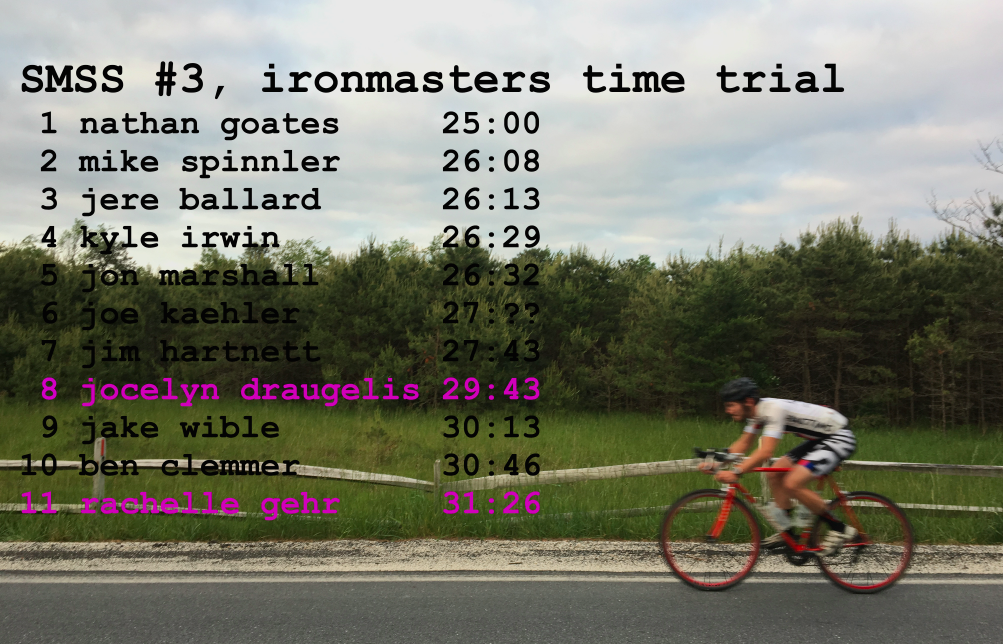 SMSS #3, ironmasters time trial
1 nathan goates 25:00
2 mike spinnler 26:08
3 jere ballard 26:13
4 kyle irwin 26:29
5 jon marshall 26:32
6 joe kaehler 27:??
7 jim hartnett 27:43
8 jocelyn draugelis 29:43
9 jake wible 30:13
10 ben clemmer 30:46
11 rachelle gehr 31:26